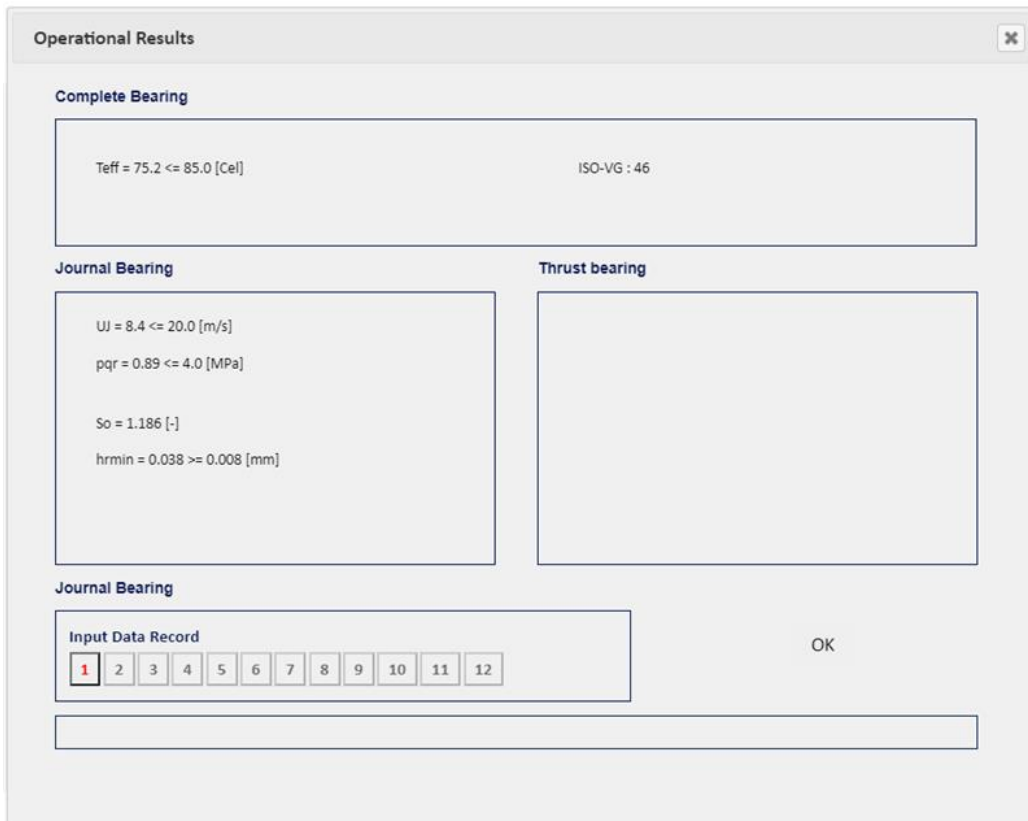 Operational Results
Complete Bearing
Teff = 75.2 <= 85.0 [Cel] ISO-VG : 46
Journal Bearing Thrust bearing
UJ = 8.4 <= 20.0 [m/s]
pqr = 0.89 <= 4.0 [MPa]
So = 1.186 [-]
hrmin = 0.038 >= 0.008 [mm]
Journal Bearing
Input Data Record
1 2 3 4 5 6 7 8 9 10 11 12
OK